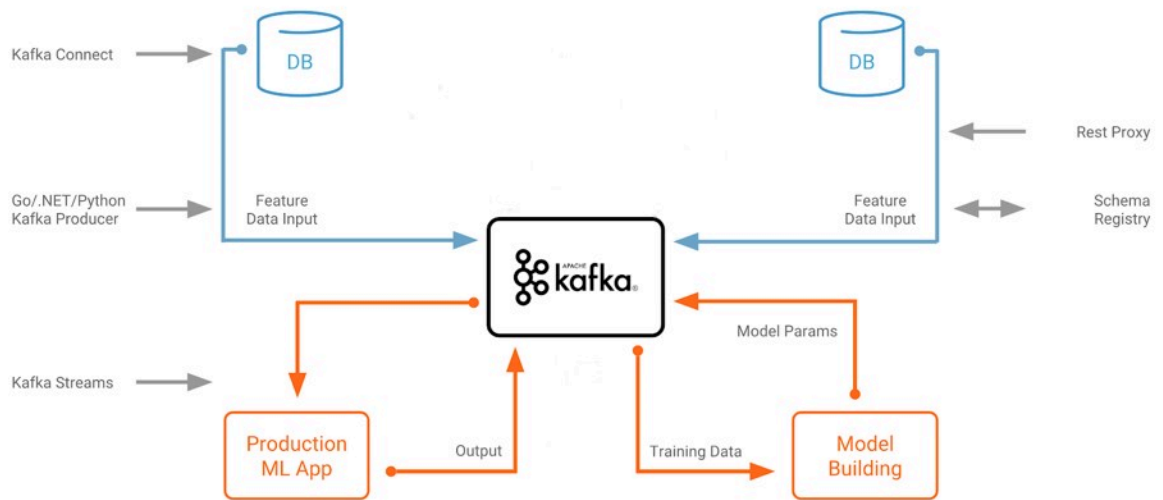 Kafka Connect
DB
DB
Rest Proxy
Go/.NET/Python
Kafka Producer
Feature
Data Input
Feature
Data Input
Schema
Registry
APACHE
kafka®
Model Params
Kafka Streams
Production
ML App
Output
Training Data
Model
Building